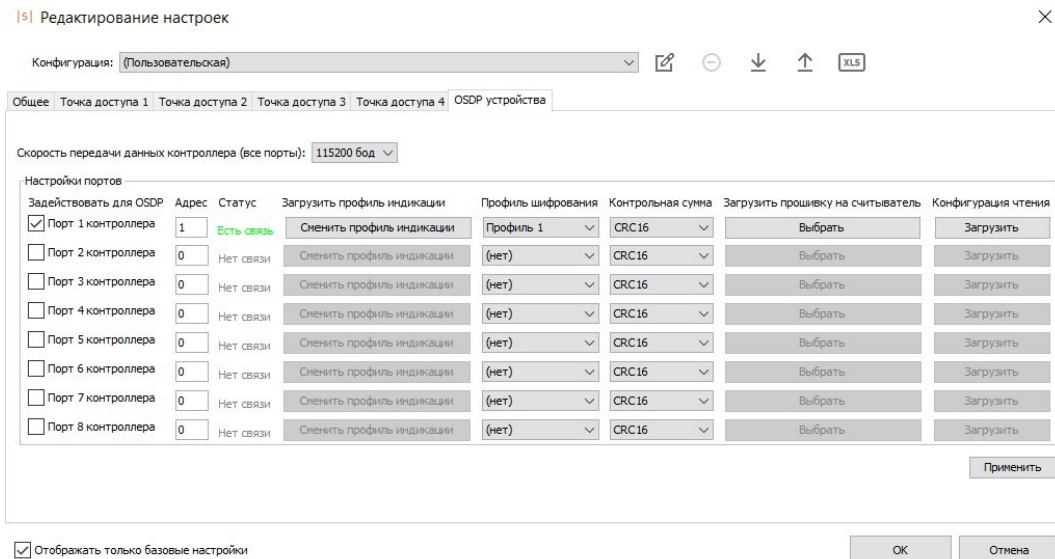 |S| Редактирование настроек
Конфигурация: (Пользовательская) XLS
Общее Точка доступа 1 Точка доступа 2 Точка доступа 3 Точка доступа 4 OSDP устройства
Скорость передачи данных контроллера (все порты): 115200 бод
Настройки портов
Задействовать для OSDP Адрес Статус Загрузить профиль индикации Профиль шифрования Контрольная сумма Загрузить прошивку на считыватель Конфигурация чтения
Порт 1 контроллера 1 Есть связь Сменить профиль индикации Профиль 1 CRC16 Выбрать Загрузить
Порт 2 контроллера 0 Нет связи Сменить профиль индикации (нет) CRC16 Выбрать Загрузить
Порт 3 контроллера 0 Нет связи Сменить профиль индикации (нет) CRC16 Выбрать Загрузить
Порт 4 контроллера 0 Нет связи Сменить профиль индикации (нет) CRC16 Выбрать Загрузить
Порт 5 контроллера 0 Нет связи Сменить профиль индикации (нет) CRC16 Выбрать Загрузить
Порт 6 контроллера 0 Нет связи Сменить профиль индикации (нет) CRC16 Выбрать Загрузить
Порт 7 контроллера 0 Нет связи Сменить профиль индикации (нет) CRC16 Выбрать Загрузить
Порт 8 контроллера 0 Нет связи Сменить профиль индикации (нет) CRC16 Выбрать Загрузить
Применить
Отображать только базовые настройки ОК Отмена